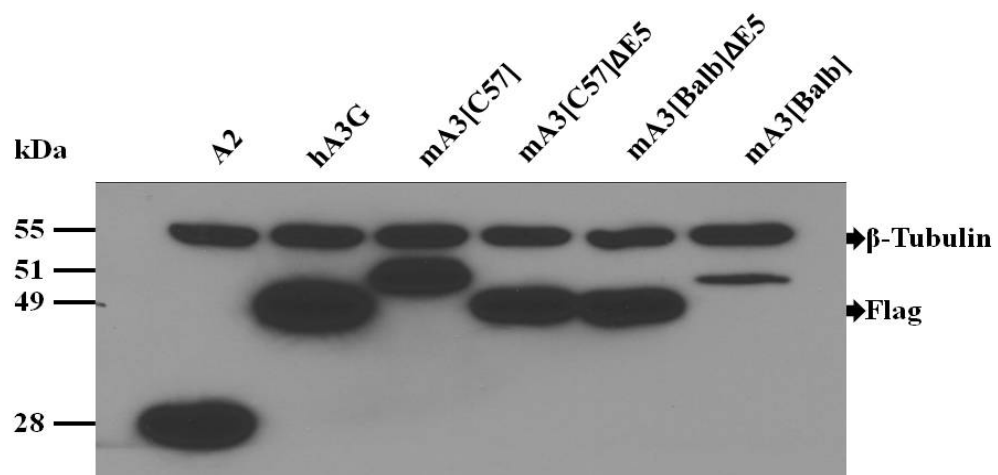 kDa
A2
hA3G
mA3[C57]
mA3[C57]ΔE5
mA3[Balb]ΔE5
mA3[Balb]
55
51
49
28
β-Tubulin
Flag